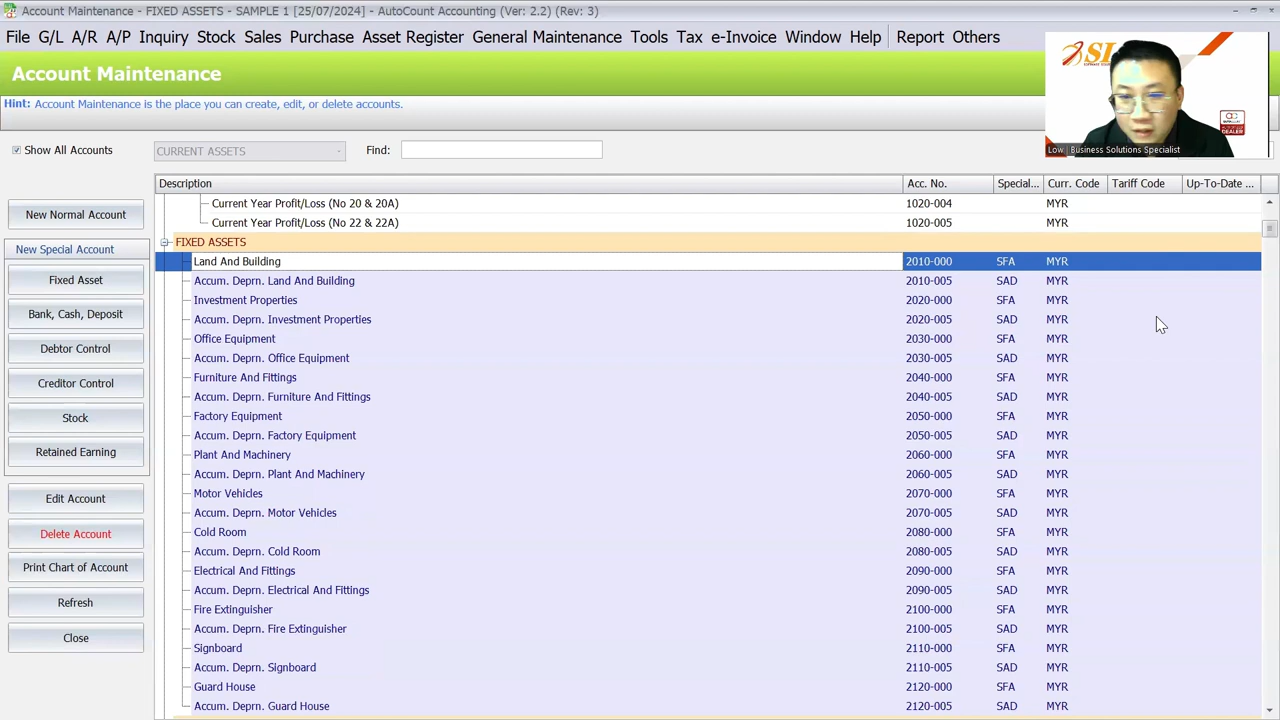 Account Maintenance - FIXED ASSETS - SAMPLE 1 [25/07/2024] - AutoCount Accounting (Ver: 2.2) (Rev: 3)
File G/L A/R A/P Inquiry Stock Sales Purchase Asset Register General Maintenance Tools Tax e-Invoice Window Help Report Others
Account Maintenance
Hint: Account Maintenance is the place you can create, edit, or delete accounts.
Low | Business Solutions Specialist
Show All Accounts CURRENT ASSETS Find:
Description Acc. No. Special... Curr. Code Tariff Code Up-To-Date ...
Current Year Profit/Loss (No 20 & 20A) 1020-004 MYR
Current Year Profit/Loss (No 22 & 22A) 1020-005 MYR
FIXED ASSETS
Land And Building 2010-000 SFA MYR
Accum. Deprn. Land And Building 2010-005 SAD MYR
Investment Properties 2020-000 SFA MYR
Accum. Deprn. Investment Properties 2020-005 SAD MYR
Office Equipment 2030-000 SFA MYR
Accum. Deprn. Office Equipment 2030-005 SAD MYR
Furniture And Fittings 2040-000 SFA MYR
Accum. Deprn. Furniture And Fittings 2040-005 SAD MYR
Factory Equipment 2050-000 SFA MYR
Accum. Deprn. Factory Equipment 2050-005 SAD MYR
Plant And Machinery 2060-000 SFA MYR
Accum. Deprn. Plant And Machinery 2060-005 SAD MYR
Motor Vehicles 2070-000 SFA MYR
Accum. Deprn. Motor Vehicles 2070-005 SAD MYR
Cold Room 2080-000 SFA MYR
Accum. Deprn. Cold Room 2080-005 SAD MYR
Electrical And Fittings 2090-000 SFA MYR
Accum. Deprn. Electrical And Fittings 2090-005 SAD MYR
Fire Extinguisher 2100-000 SFA MYR
Accum. Deprn. Fire Extinguisher 2100-005 SAD MYR
Signboard 2110-000 SFA MYR
Accum. Deprn. Signboard 2110-005 SAD MYR
Guard House 2120-000 SFA MYR
Accum. Deprn. Guard House 2120-005 SAD MYR
New Normal Account
New Special Account
Fixed Asset
Bank, Cash, Deposit
Debtor Control
Creditor Control
Stock
Retained Earning
Edit Account
Delete Account
Print Chart of Account
Refresh
Close